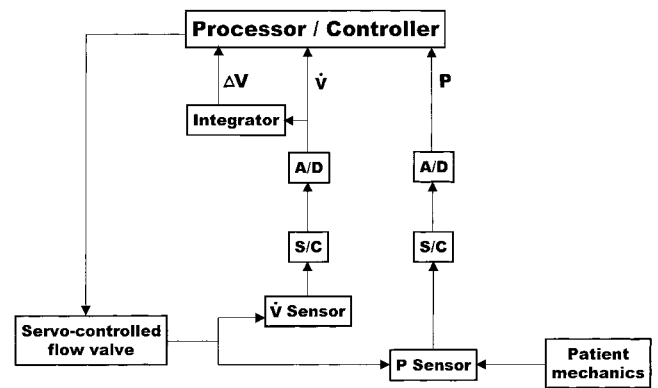 Processor / Controller
ΔV
V̇
P
Integrator
A/D
A/D
S/C
S/C
V̇ Sensor
Servo-controlled
flow valve
P Sensor
Patient
mechanics